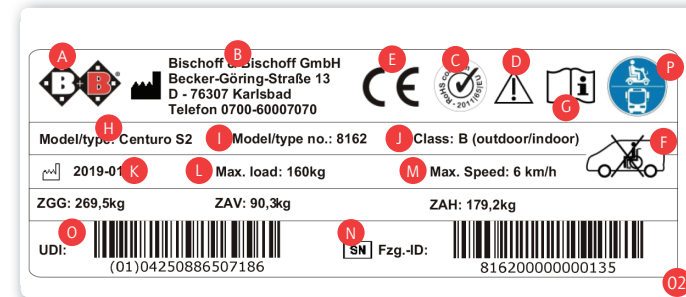 A B E C D G P
B+B®
Bischoff & Bischoff GmbH
Becker-Göring-Straße 13
D - 76307 Karlsbad
Telefon 0700-60007070
CE
RoHS 2011/65/EU
i
H I J F
Model/type: Centuro S2 Model/type no.: 8162 Class: B (outdoor/indoor)
K L M
2019-01 Max. load: 160kg Max. Speed: 6 km/h
ZGG: 269,5kg ZAV: 90,3kg ZAH: 179,2kg
O N
UDI: SN Fzg.-ID:
(01)04250886507186 816200000000135
02